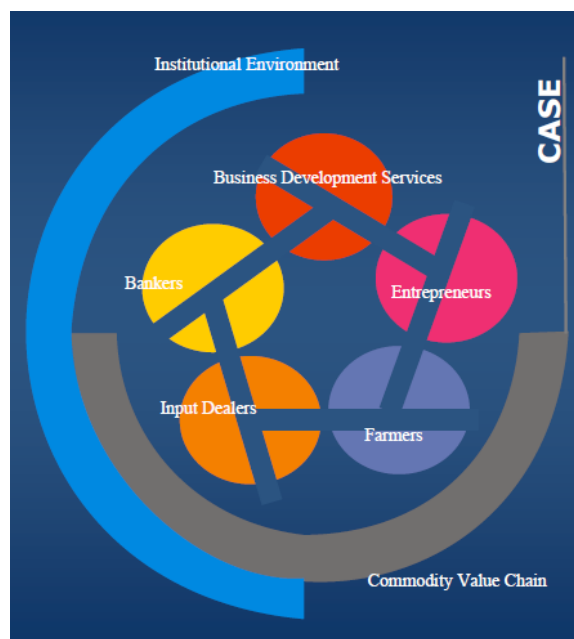 Institutional Environment
CASE
Business Development Services
Bankers
Entrepreneurs
Input Dealers
Farmers
Commodity Value Chain